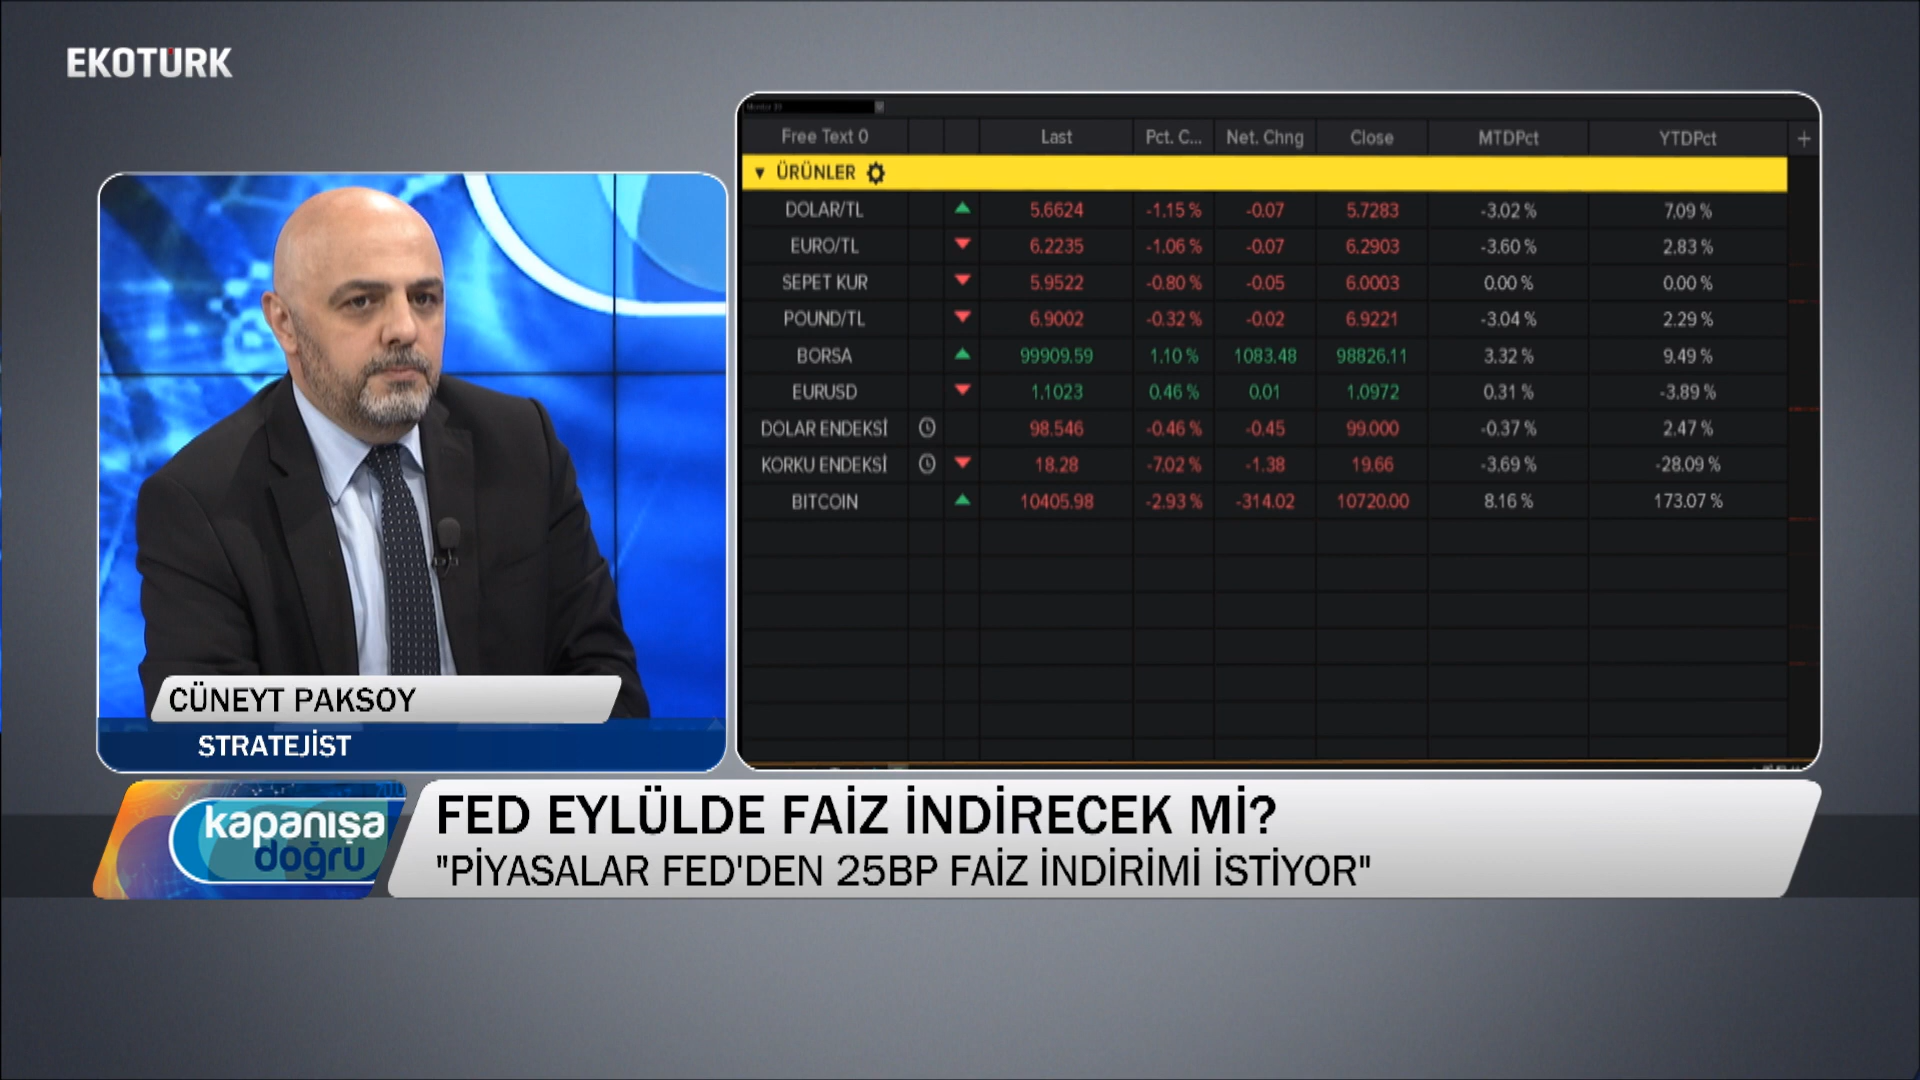 EKOTÜRK
Free Text 0 Last Pct. C... Net. Chng Close MTDPct YTDPct +
ÜRÜNLER
DOLAR/TL 5.6624 -1.15 % -0.07 5.7283 -3.02 % 7.09 %
EURO/TL 6.2235 -1.06 % -0.07 6.2903 -3.60 % 2.83 %
SEPET KUR 5.9522 -0.80 % -0.05 6.0003 0.00 % 0.00 %
POUND/TL 6.9002 -0.32 % -0.02 6.9221 -3.04 % 2.29 %
BORSA 99909.59 1.10 % 1083.48 98826.11 3.32 % 9.49 %
EURUSD 1.1023 0.46 % 0.01 1.0972 0.31 % -3.89 %
DOLAR ENDEKSİ 98.546 -0.46 % -0.45 99.000 -0.37 % 2.47 %
KORKU ENDEKSİ 18.28 -7.02 % -1.38 19.66 -3.69 % -28.09 %
BITCOIN 10405.98 -2.93 % -314.02 10720.00 8.16 % 173.07 %
CÜNEYT PAKSOY
STRATEJİST
kapanışa
doğru
FED EYLÜLDE FAİZ İNDİRECEK Mİ?
"PİYASALAR FED'DEN 25BP FAİZ İNDİRİMİ İSTİYOR"